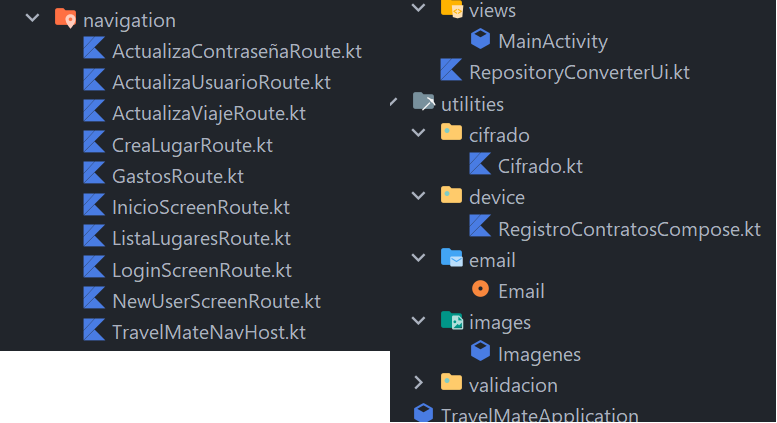 navigation
ActualizaContraseñaRoute.kt
ActualizaUsuarioRoute.kt
ActualizaViajeRoute.kt
CreaLugarRoute.kt
GastosRoute.kt
InicioScreenRoute.kt
ListaLugaresRoute.kt
LoginScreenRoute.kt
NewUserScreenRoute.kt
TravelMateNavHost.kt
views
MainActivity
RepositoryConverterUi.kt
utilities
cifrado
Cifrado.kt
device
RegistroContratosCompose.kt
email
Email
images
Imagenes
validacion
TravelMateApplication